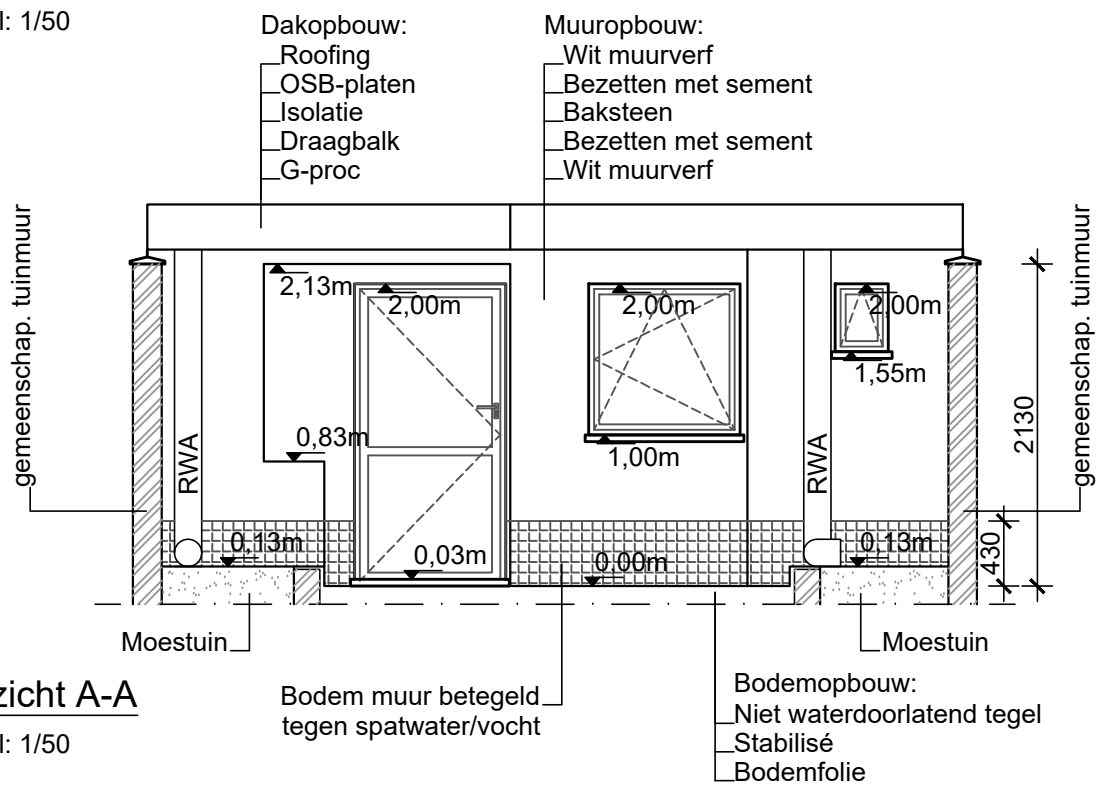 l: 1/50
Dakopbouw:
Roofing
OSB-platen
Isolatie
Draagbalk
G-proc
Muuropbouw:
Wit muurverf
Bezetten met sement
Baksteen
Bezetten met sement
Wit muurverf
gemeenschap. tuinmuur
gemeenschap. tuinmuur
2,13m
2,00m
2,00m
2,00m
1,55m
0,83m
1,00m
2130
RWA
RWA
0,13m
0,03m
0,00m
0,13m
430
Moestuin
Moestuin
zicht A-A
l: 1/50
Bodem muur betegeld
tegen spatwater/vocht
Bodemopbouw:
Niet waterdoorlatend tegel
Stabilisé
Bodemfolie